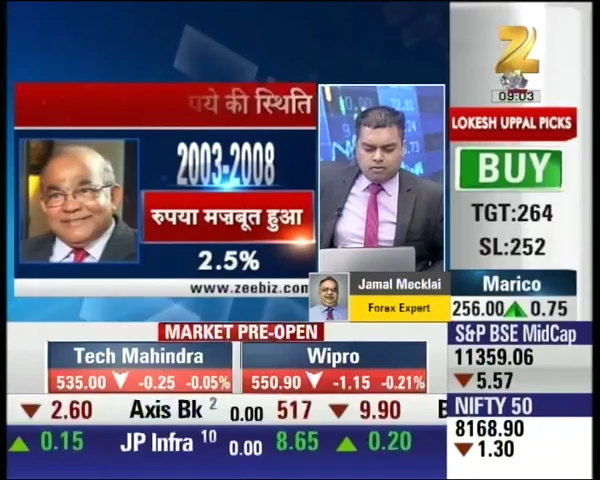 09:03
पये की स्थिति
2003-2008
रुपया मजबूत हुआ
2.5%
www.zeebiz.com
Jamal Mecklai
Forex Expert
LOKESH UPPAL PICKS
BUY
TGT:264
SL:252
Marico
256.00 0.75
MARKET PRE-OPEN
Tech Mahindra
535.00 -0.25 -0.05%
Wipro
550.90 -1.15 -0.21%
S&P BSE MidCap
11359.06
5.57
NIFTY 50
8168.90
1.30
2.60 Axis Bk 2 0.00 517 9.90
0.15 JP Infra 10 0.00 8.65 0.20